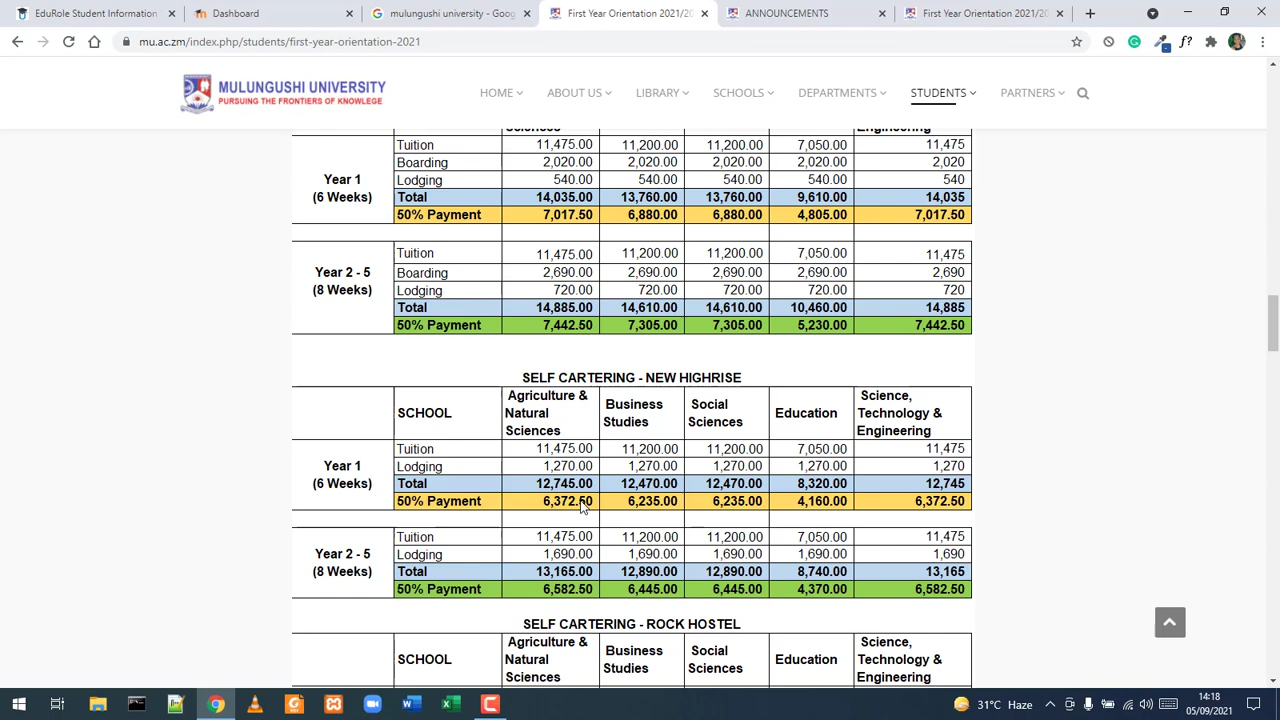 EduRole Student Information
Dashboard
mulungushi university - Goog
First Year Orientation 2021/20
ANNOUNCEMENTS
First Year Orientation 2021/20
mu.ac.zm/index.php/students/first-year-orientation-2021
MULUNGUSHI UNIVERSITY
PURSUING THE FRONTIERS OF KNOWLEGE
HOME ABOUT US LIBRARY SCHOOLS DEPARTMENTS STUDENTS PARTNERS
Sciences Engineering
Tuition 11,475.00 11,200.00 11,200.00 7,050.00 11,475
Boarding 2,020.00 2,020.00 2,020.00 2,020.00 2,020
Year 1 Lodging 540.00 540.00 540.00 540.00 540
(6 Weeks) Total 14,035.00 13,760.00 13,760.00 9,610.00 14,035
50% Payment 7,017.50 6,880.00 6,880.00 4,805.00 7,017.50
Tuition 11,475.00 11,200.00 11,200.00 7,050.00 11,475
Year 2 - 5 Boarding 2,690.00 2,690.00 2,690.00 2,690.00 2,690
(8 Weeks) Lodging 720.00 720.00 720.00 720.00 720
Total 14,885.00 14,610.00 14,610.00 10,460.00 14,885
50% Payment 7,442.50 7,305.00 7,305.00 5,230.00 7,442.50
SELF CARTERING - NEW HIGHRISE
SCHOOL
Agriculture &
Natural
Sciences
Business
Studies
Social
Sciences
Education
Science,
Technology &
Engineering
Tuition 11,475.00 11,200.00 11,200.00 7,050.00 11,475
Year 1 Lodging 1,270.00 1,270.00 1,270.00 1,270.00 1,270
(6 Weeks) Total 12,745.00 12,470.00 12,470.00 8,320.00 12,745
50% Payment 6,372.50 6,235.00 6,235.00 4,160.00 6,372.50
Tuition 11,475.00 11,200.00 11,200.00 7,050.00 11,475
Year 2 - 5 Lodging 1,690.00 1,690.00 1,690.00 1,690.00 1,690
(8 Weeks) Total 13,165.00 12,890.00 12,890.00 8,740.00 13,165
50% Payment 6,582.50 6,445.00 6,445.00 4,370.00 6,582.50
SELF CARTERING - ROCK HOSTEL
SCHOOL
Agriculture &
Natural
Sciences
Business
Studies
Social
Sciences
Education
Science,
Technology &
Engineering
31°C Haze
14:18
05/09/2021